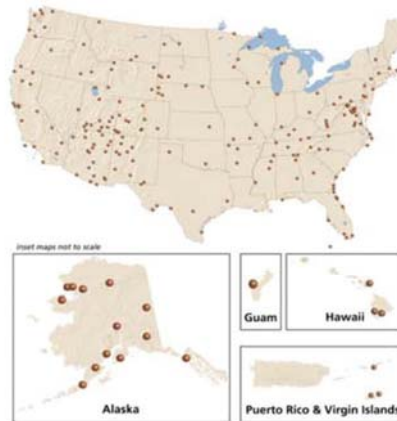 inset maps not to scale
Guam
Hawaii
Alaska
Puerto Rico & Virgin Islands